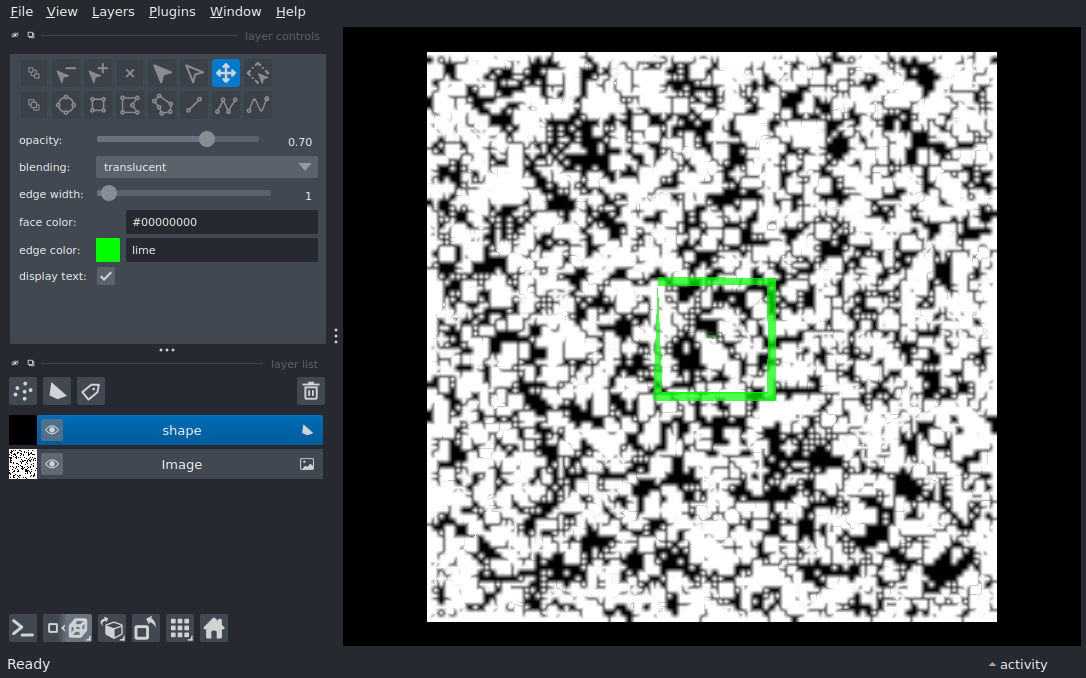 File View Layers Plugins Window Help
layer controls
opacity: 0.70
blending: translucent
edge width: 1
face color: #00000000
edge color: lime
display text:
layer list
shape
Image
Ready
activity